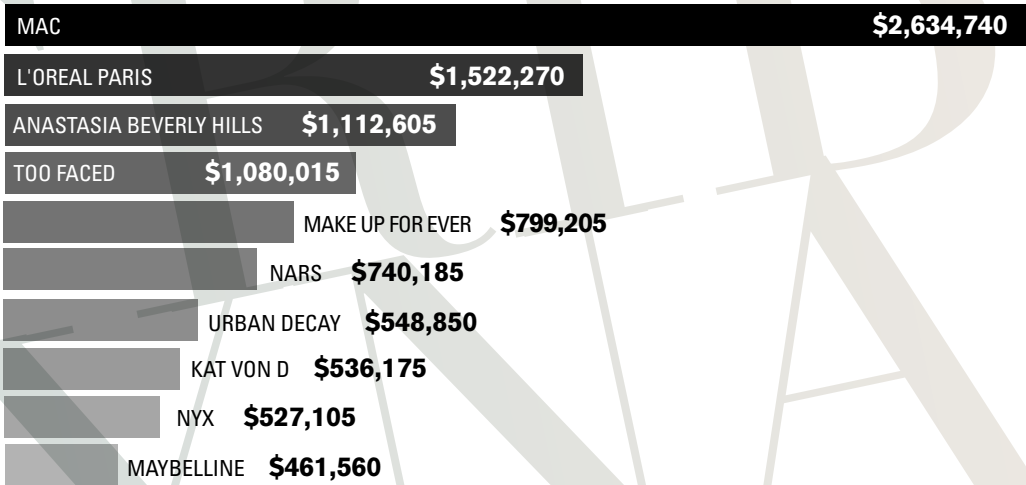 MAC $2,634,740
L'OREAL PARIS $1,522,270
ANASTASIA BEVERLY HILLS $1,112,605
TOO FACED $1,080,015
MAKE UP FOR EVER $799,205
NARS $740,185
URBAN DECAY $548,850
KAT VON D $536,175
NYX $527,105
MAYBELLINE $461,560